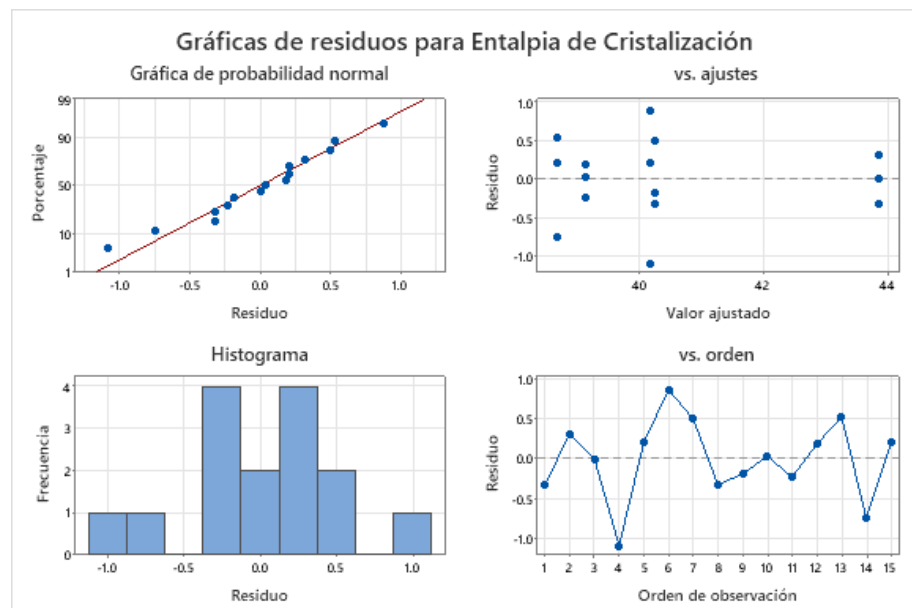 Gráficas de residuos para Entalpia de Cristalización
Gráfica de probabilidad normal
99
90
50
10
1
Porcentaje
-1.0
-0.5
0.0
0.5
1.0
Residuo
vs. ajustes
1.0
0.5
0.0
-0.5
-1.0
Residuo
40
42
44
Valor ajustado
Histograma
4
3
2
1
0
Frecuencia
-1.0
-0.5
0.0
0.5
1.0
Residuo
vs. orden
1.0
0.5
0.0
-0.5
-1.0
Residuo
1 2 3 4 5 6 7 8 9 10 11 12 13 14 15
Orden de observación